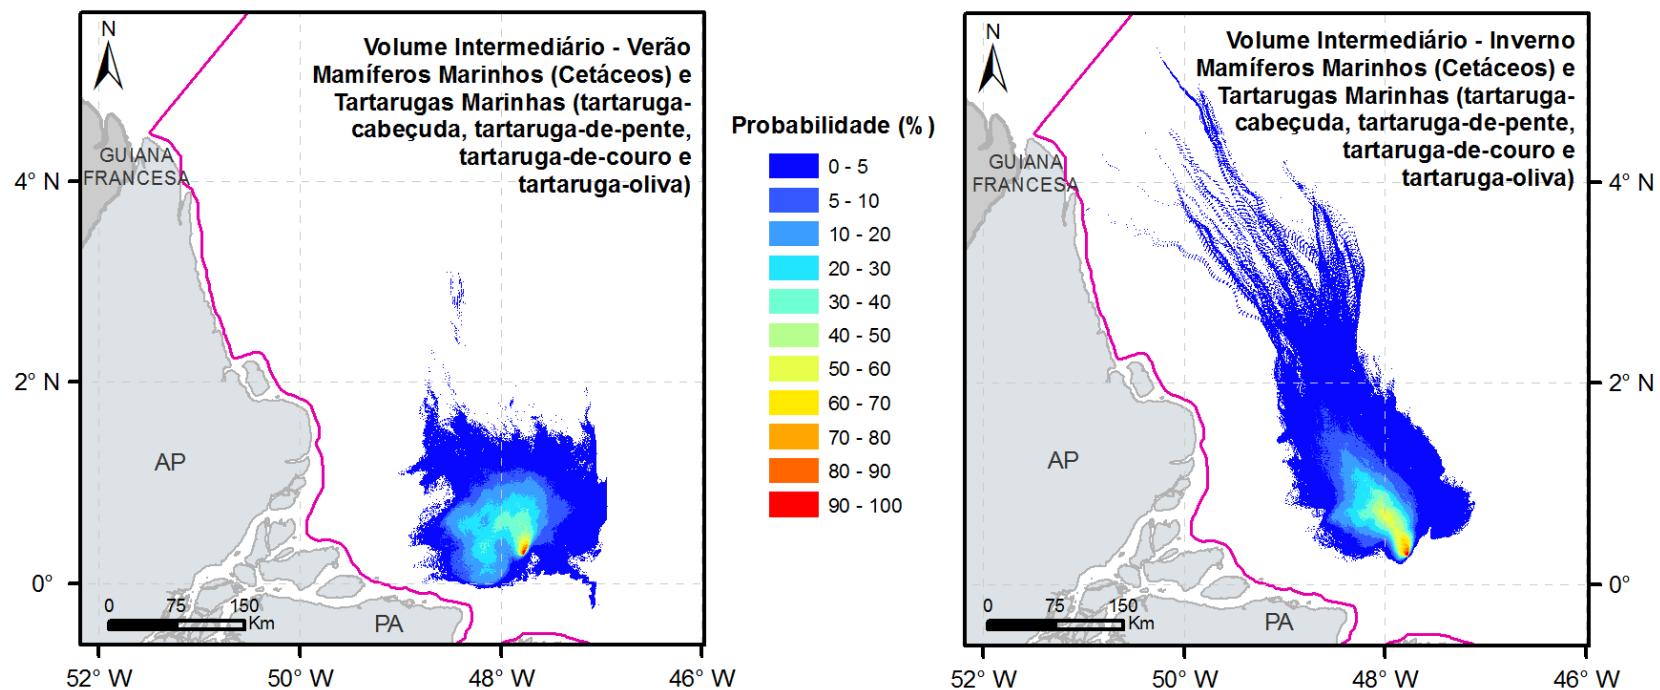 N
Volume Intermediário - Verão
Mamíferos Marinhos (Cetáceos) e
Tartarugas Marinhas (tartaruga-
cabeçuda, tartaruga-de-pente,
tartaruga-de-couro e
tartaruga-oliva)
GUIANA
FRANCESA
4° N
2° N
0°
AP
PA
0 75 150
Km
52° W 50° W 48° W 46° W
Probabilidade (%)
0 - 5
5 - 10
10 - 20
20 - 30
30 - 40
40 - 50
50 - 60
60 - 70
70 - 80
80 - 90
90 - 100
N
Volume Intermediário - Inverno
Mamíferos Marinhos (Cetáceos) e
Tartarugas Marinhas (tartaruga-
cabeçuda, tartaruga-de-pente,
tartaruga-de-couro e
tartaruga-oliva)
GUIANA
FRANCESA
4° N
2° N
0°
AP
PA
0 75 150
Km
52° W 50° W 48° W 46° W